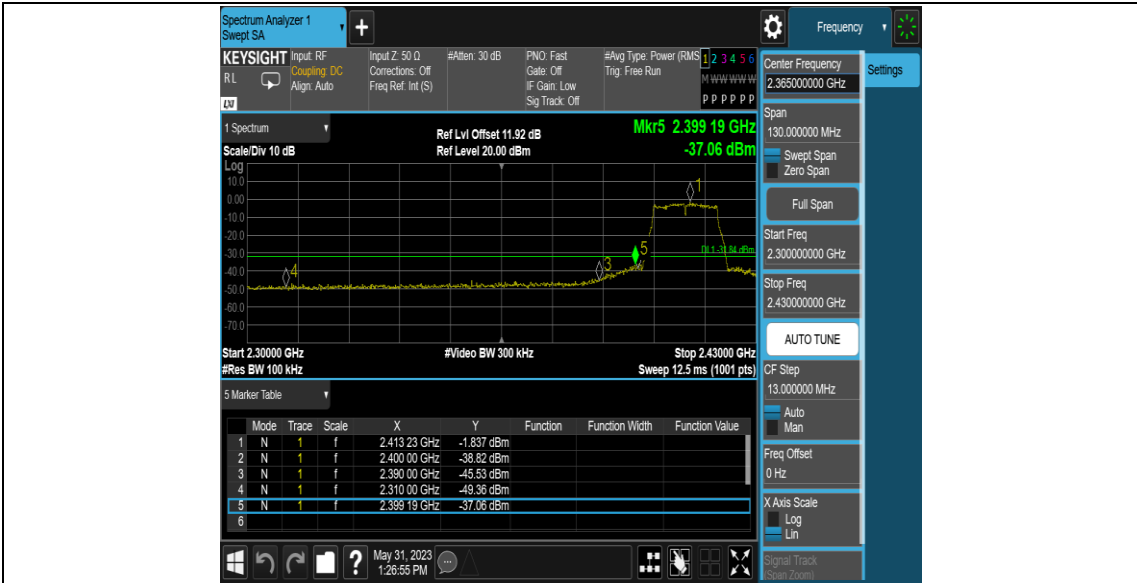 Spectrum Analyzer 1
Swept SA
+
Frequency
KEYSIGHT Input: RF Input Z: 50 Ω #Atten: 30 dB PNO: Fast #Avg Type: Power (RMS 1 2 3 4 5 6
R L Coupling: DC Corrections: Off Gate: Off Trig: Free Run M W W W W W
Align: Auto Freq Ref: Int (S) IF Gain: Low
LXI Sig Track: Off P P P P P P
1 Spectrum
Ref Lvl Offset 11.92 dB
Mkr5 2.399 19 GHz
Scale/Div 10 dB
Ref Level 20.00 dBm
-37.06 dBm
Log
10.0
0.00
-10.0
-20.0
-30.0
-40.0
-50.0
-60.0
-70.0
1
5
DL1 -31.84 dBm
3
4
Start 2.30000 GHz #Video BW 300 kHz Stop 2.43000 GHz
#Res BW 100 kHz Sweep 12.5 ms (1001 pts)
5 Marker Table
Mode Trace Scale X Y Function Function Width Function Value
1 N 1 f 2.413 23 GHz -1.837 dBm
2 N 1 f 2.400 00 GHz -38.82 dBm
3 N 1 f 2.390 00 GHz -45.53 dBm
4 N 1 f 2.310 00 GHz -49.36 dBm
5 N 1 f 2.399 19 GHz -37.06 dBm
6
?
May 31, 2023
1:26:55 PM
Center Frequency
2.365000000 GHz
Settings
Span
130.000000 MHz
Swept Span
Zero Span
Full Span
Start Freq
2.300000000 GHz
Stop Freq
2.430000000 GHz
AUTO TUNE
CF Step
13.000000 MHz
Auto
Man
Freq Offset
0 Hz
X Axis Scale
Log
Lin
Signal Track
(Span Zoom)